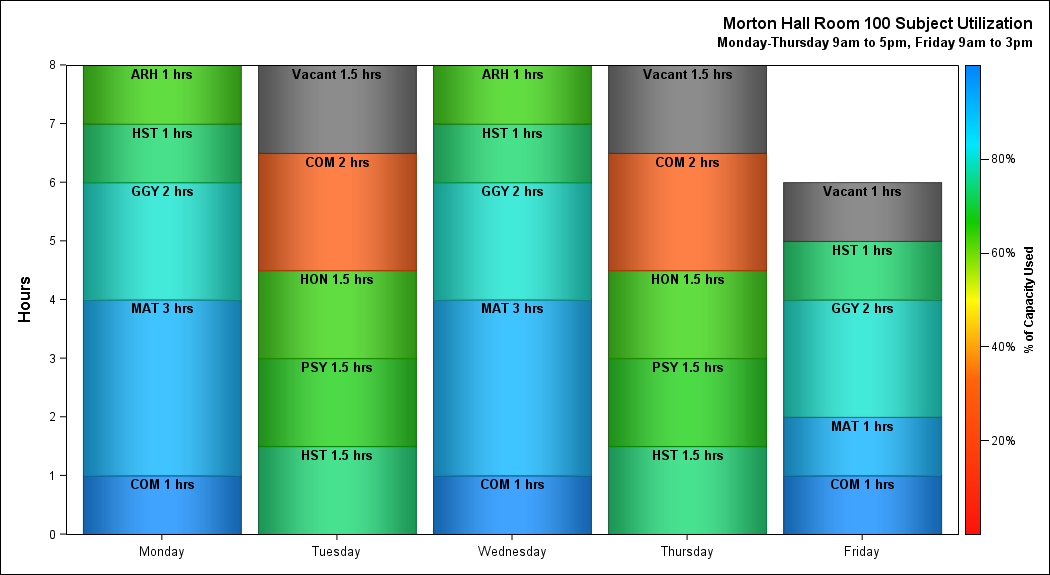 Morton Hall Room 100 Subject Utilization
Monday-Thursday 9am to 5pm, Friday 9am to 3pm
Hours
8
7
6
5
4
3
2
1
0
ARH 1 hrs
HST 1 hrs
GGY 2 hrs
MAT 3 hrs
COM 1 hrs
Vacant 1.5 hrs
COM 2 hrs
HON 1.5 hrs
PSY 1.5 hrs
HST 1.5 hrs
ARH 1 hrs
HST 1 hrs
GGY 2 hrs
MAT 3 hrs
COM 1 hrs
Vacant 1.5 hrs
COM 2 hrs
HON 1.5 hrs
PSY 1.5 hrs
HST 1.5 hrs
Vacant 1 hrs
HST 1 hrs
GGY 2 hrs
MAT 1 hrs
COM 1 hrs
Monday Tuesday Wednesday Thursday Friday
80%
60%
40%
20%
% of Capacity Used